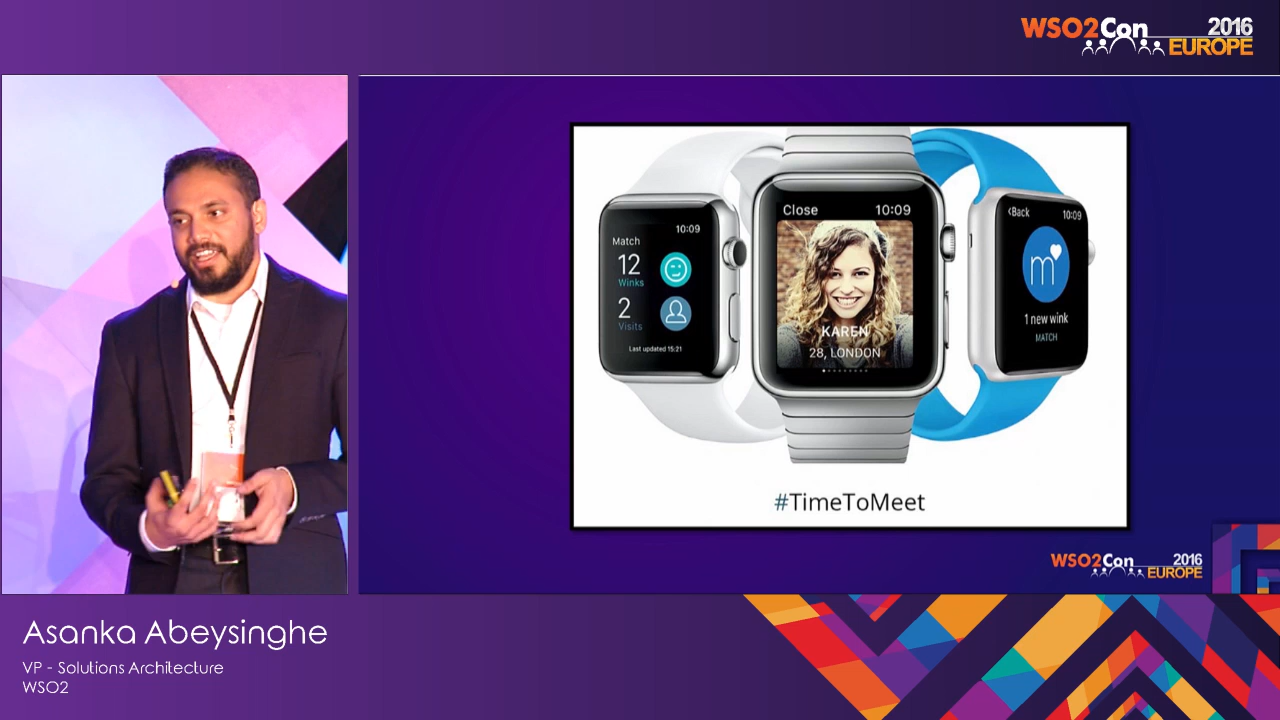 WSO2Con 2016
EUROPE
10:09
Match
12
Winks
2
Visits
Last updated 15:21
Close 10:09
KAREN
28, LONDON
‹Back 10:09
m
1 new wink
MATCH
#TimeToMeet
WSO2Con 2016
EUROPE
Asanka Abeysinghe
VP - Solutions Architecture
WSO2